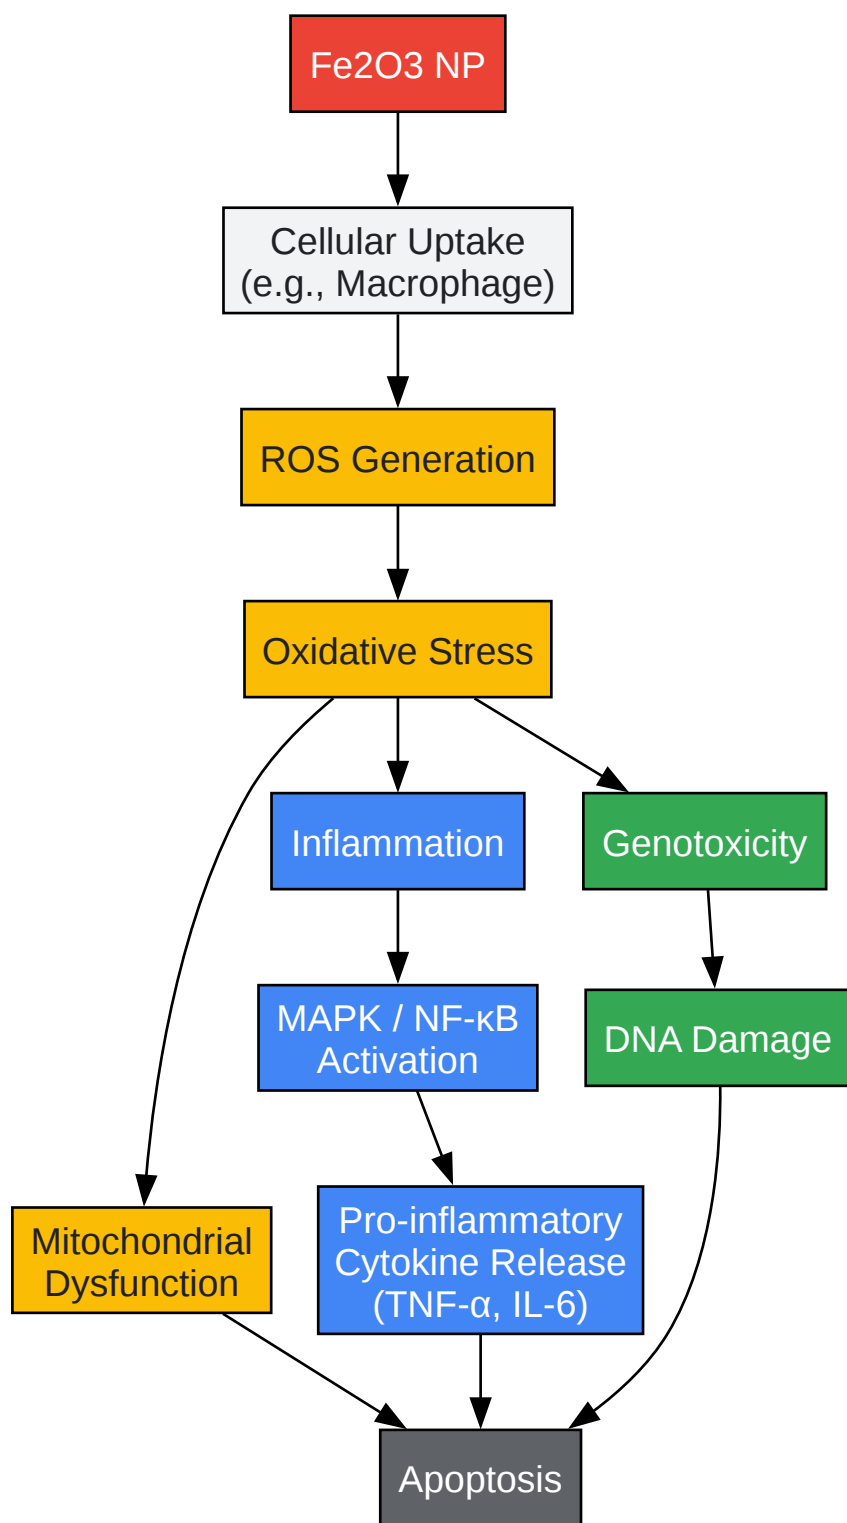 Fe2O3 NP
Cellular Uptake
(e.g., Macrophage)
ROS Generation
Oxidative Stress
Inflammation
Genotoxicity
MAPK / NF-κB
Activation
DNA Damage
Mitochondrial
Dysfunction
Pro-inflammatory
Cytokine Release
(TNF-α, IL-6)
Apoptosis